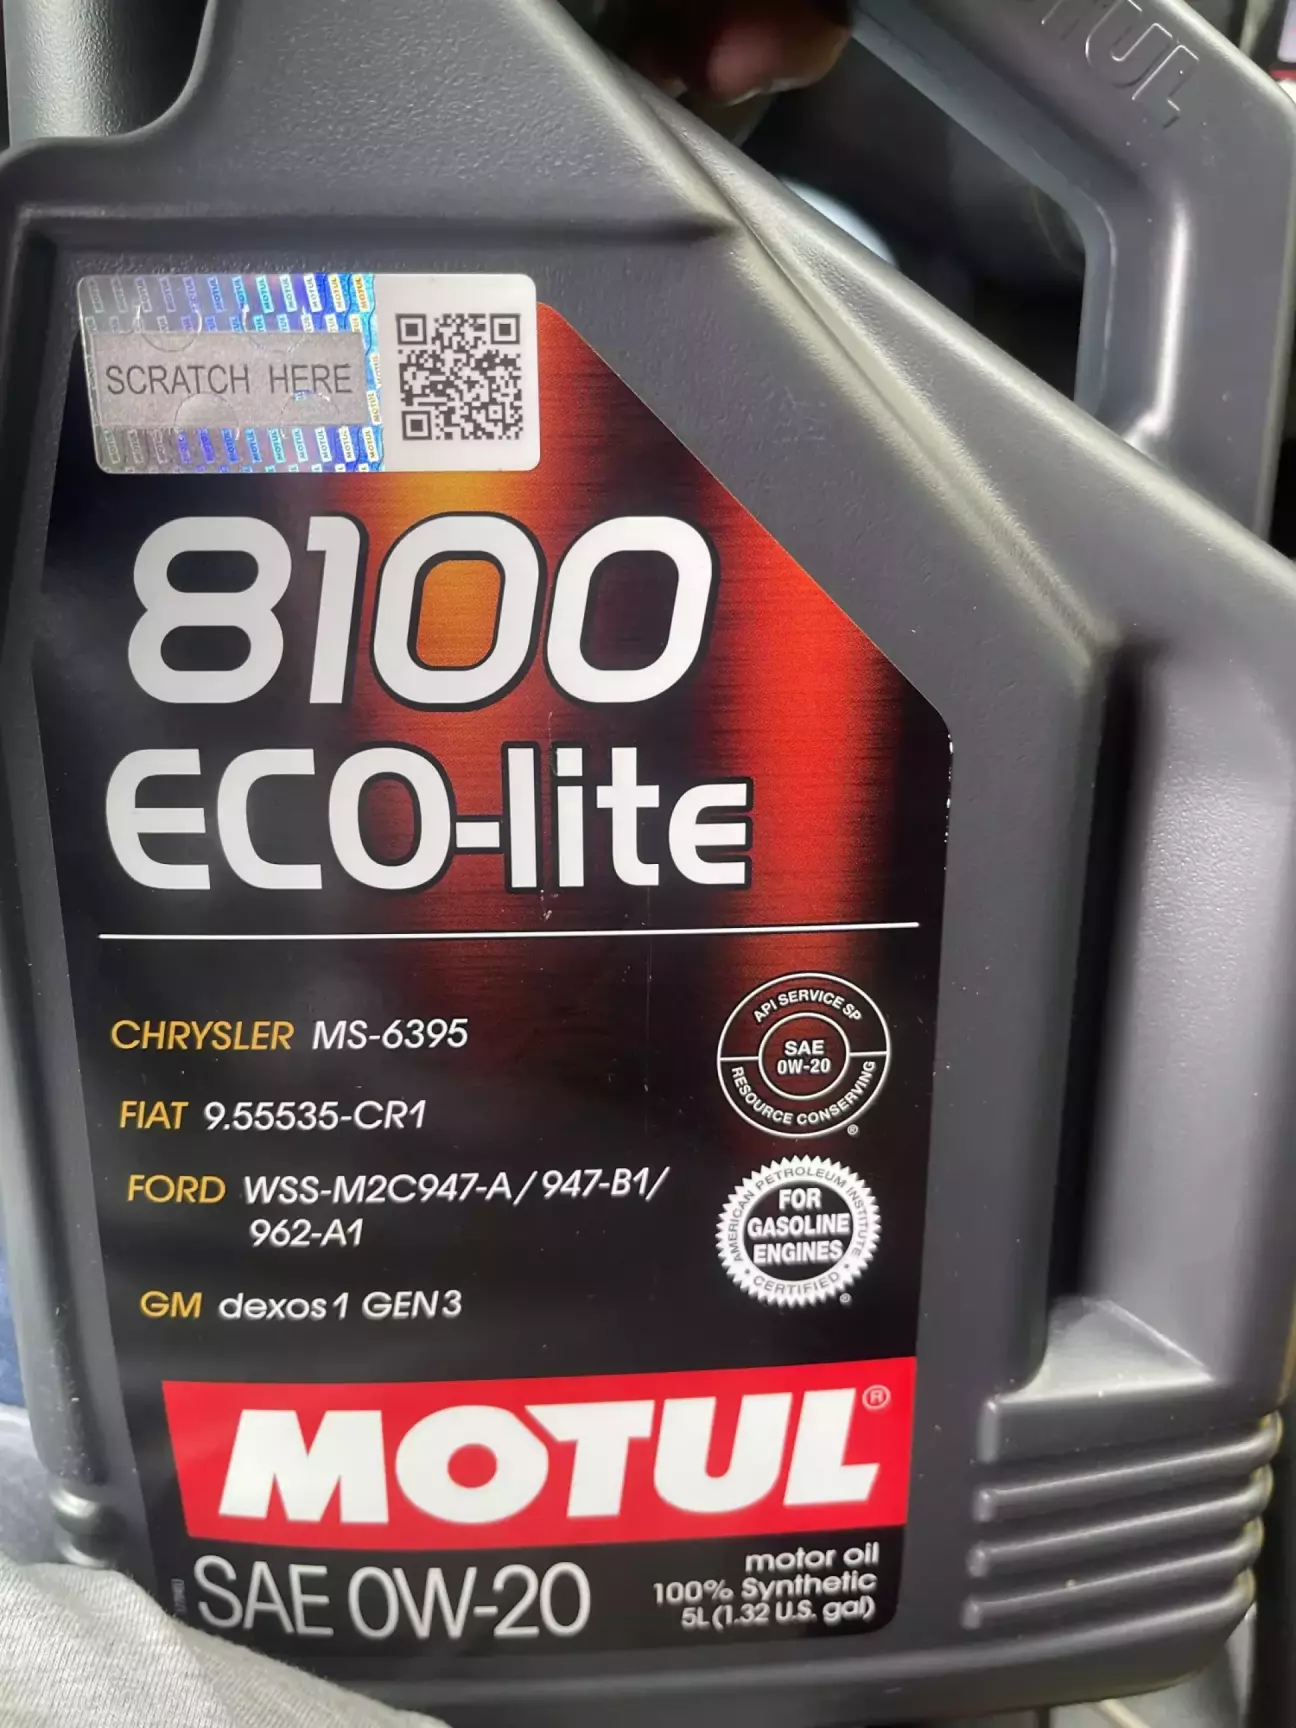 MOTUL
SCRATCH HERE
8100
ECO-lite
CHRYSLER MS-6395
FIAT 9.55535-CR1
FORD WSS-M2C947-A/947-B1/
962-A1
GM dexos1 GEN3
API SERVICE SP
SAE
0W-20
RESOURCE CONSERVING
®
AMERICAN PETROLEUM INSTITUTE
FOR
GASOLINE
ENGINES
CERTIFIED
®
MOTUL®
SAE 0W-20
motor oil
100% Synthetic
5L(1.32 U.S. gal)